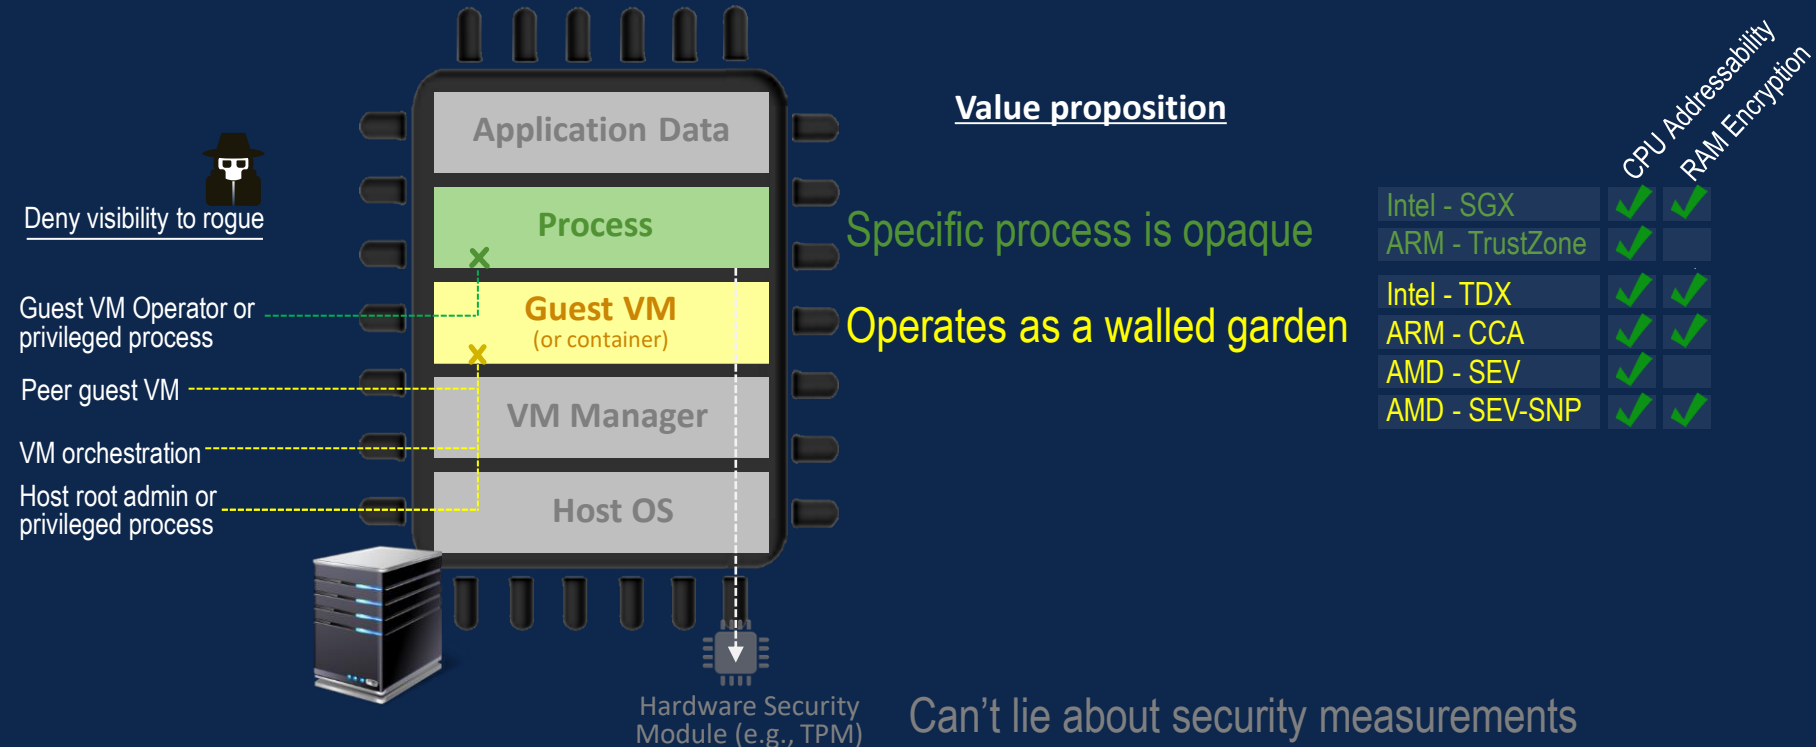 CPU Addressability
RAM Encryption
Value proposition
Application Data
Deny visibility to rogue
Process
Specific process is opaque
Intel - SGX
ARM - TrustZone
Guest VM Operator or
privileged process
Guest VM
(or container)
Operates as a walled garden
Intel - TDX
ARM - CCA
AMD - SEV
AMD - SEV-SNP
Peer guest VM
VM Manager
VM orchestration
Host root admin or
privileged process
Host OS
Hardware Security
Module (e.g., TPM)
Can't lie about security measurements